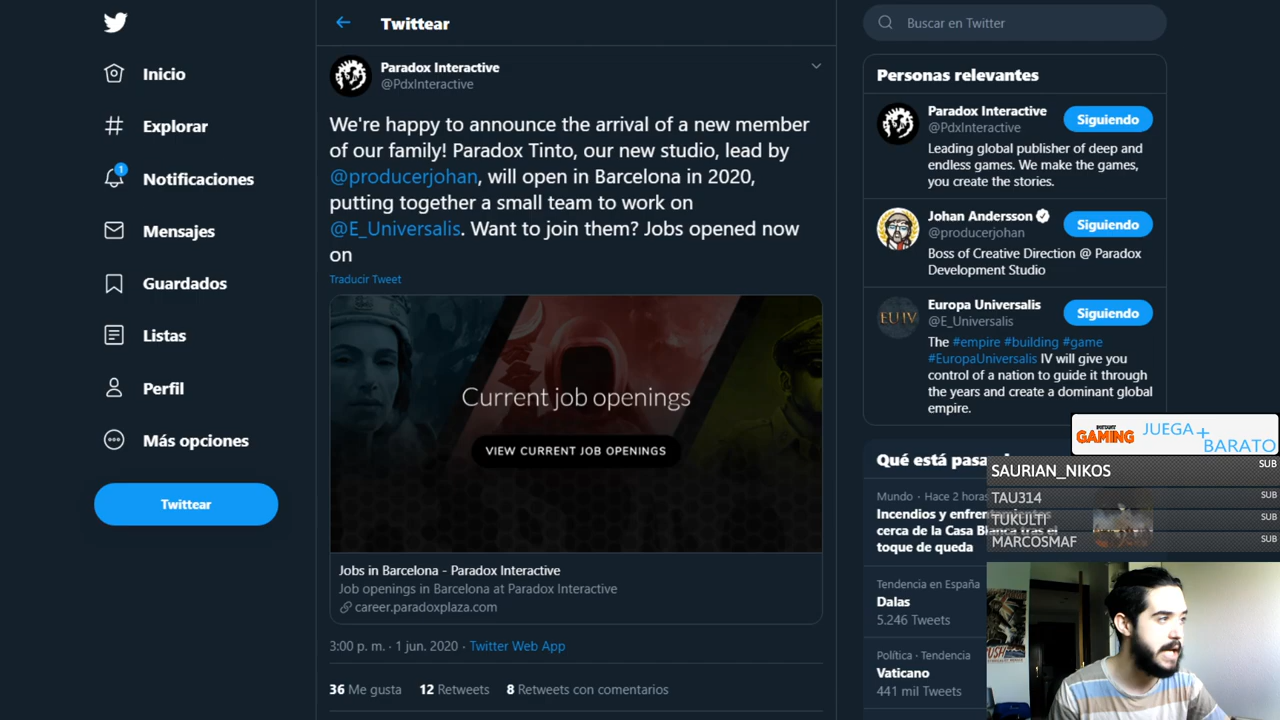 Inicio
Explorar
1
Notificaciones
Mensajes
Guardados
Listas
Perfil
Más opciones
Twittear
Twittear
Paradox Interactive
@PdxInteractive
We're happy to announce the arrival of a new member
of our family! Paradox Tinto, our new studio, lead by
@producerjohan, will open in Barcelona in 2020,
putting together a small team to work on
@E_Universalis. Want to join them? Jobs opened now
on
Traducir Tweet
Current job openings
VIEW CURRENT JOB OPENINGS
Jobs in Barcelona - Paradox Interactive
Job openings in Barcelona at Paradox Interactive
career.paradoxplaza.com
3:00 p. m. · 1 jun. 2020 · Twitter Web App
36 Me gusta 12 Retweets 8 Retweets con comentarios
Buscar en Twitter
Personas relevantes
Paradox Interactive
@PdxInteractive
Siguiendo
Leading global publisher of deep and
endless games. We make the games,
you create the stories.
Johan Andersson
@producerjohan
Siguiendo
Boss of Creative Direction @ Paradox
Development Studio
EUIV
Europa Universalis
@E_Universalis
Siguiendo
The #empire #building #game
#EuropaUniversalis IV will give you
control of a nation to guide it through
the years and create a dominant global
empire.
INSTANT
GAMING
JUEGA+
BARATO
Qué está pasa
SAURIAN_NIKOS SUB
TAU314 SUB
TUKULTI SUB
MARCOSMAF SUB
Mundo · Hace 2 horas
Incendios y enfrentamientos
cerca de la Casa Blanca tras el
toque de queda
Tendencia en España
Dalas
5.246 Tweets
Política · Tendencia
Vaticano
441 mil Tweets